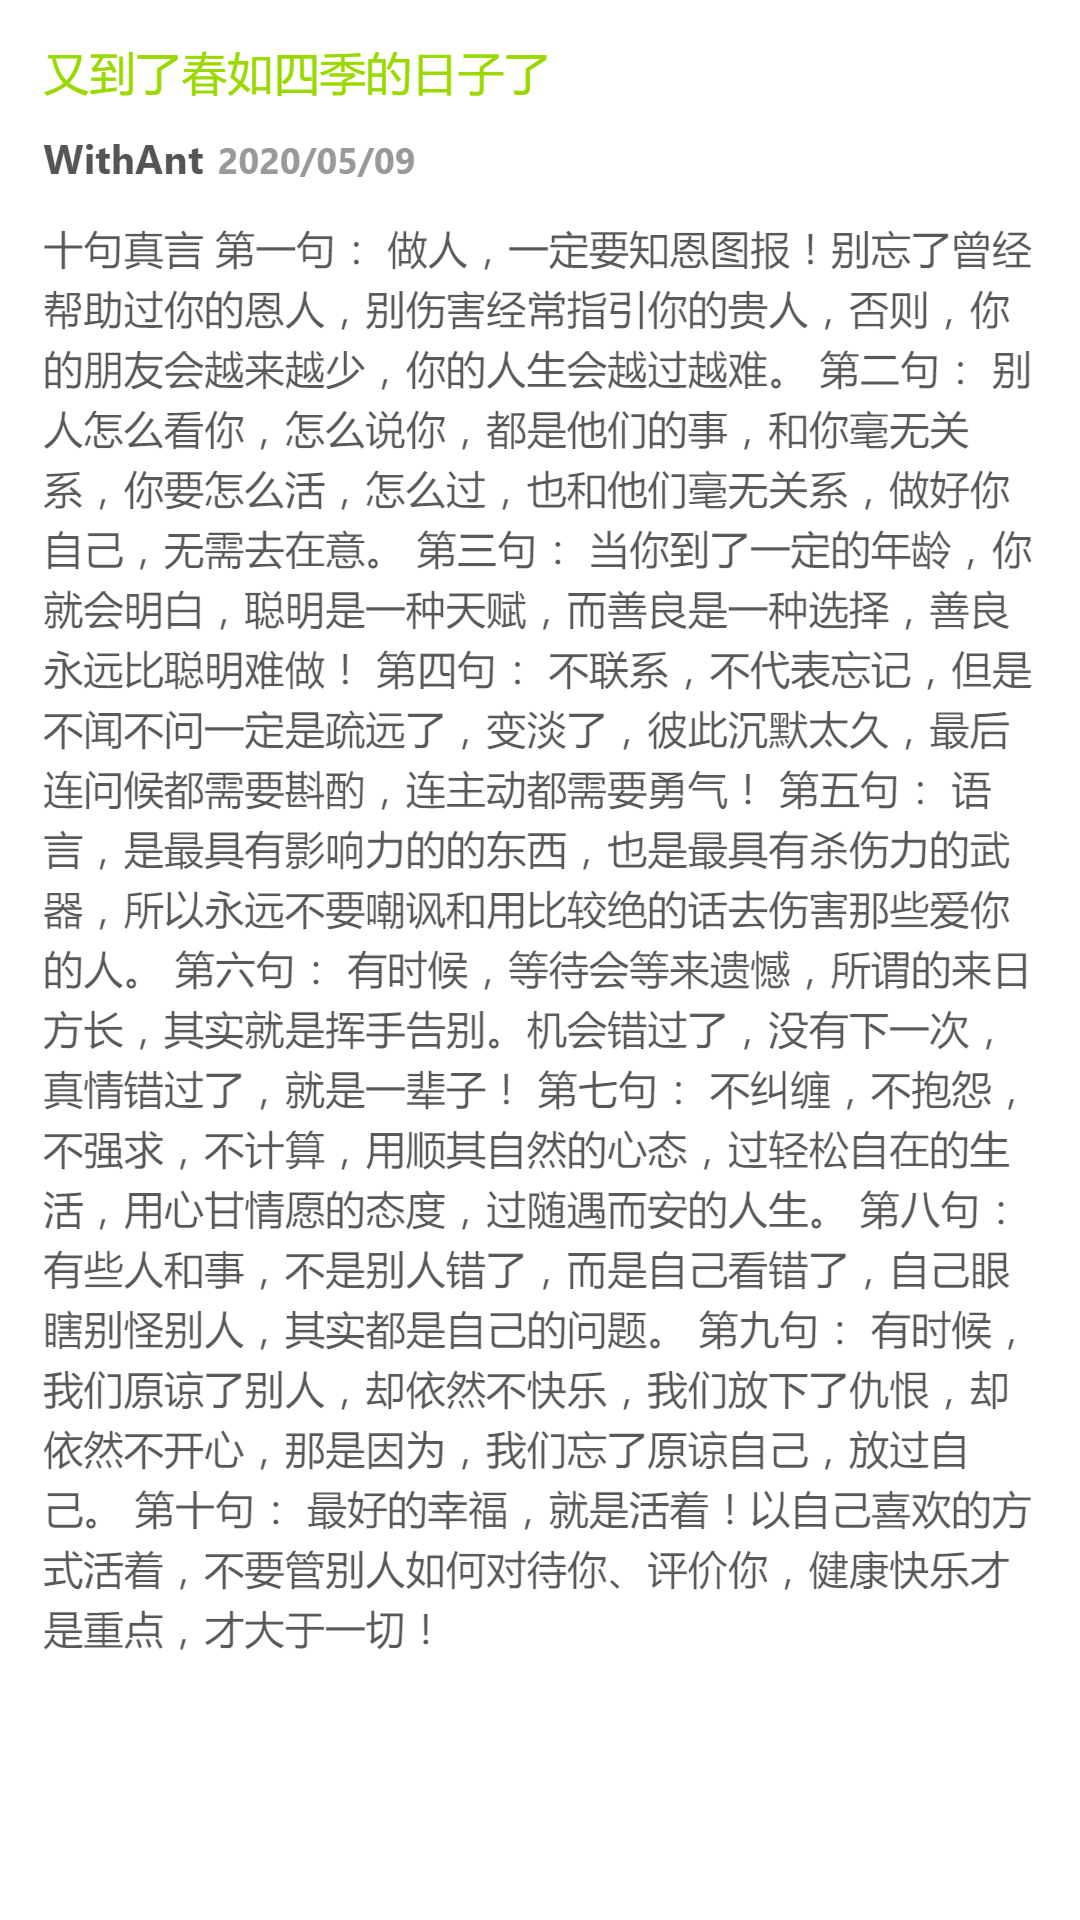 又到了春如四季的日子了
WithAnt 2020/05/09
十句真言 第一句： 做人，一定要知恩图报！别忘了曾经
帮助过你的恩人，别伤害经常指引你的贵人，否则，你
的朋友会越来越少，你的人生会越过越难。 第二句： 别
人怎么看你，怎么说你，都是他们的事，和你毫无关
系，你要怎么活，怎么过，也和他们毫无关系，做好你
自己，无需去在意。 第三句： 当你到了一定的年龄，你
就会明白，聪明是一种天赋，而善良是一种选择，善良
永远比聪明难做！ 第四句： 不联系，不代表忘记，但是
不闻不问一定是疏远了，变淡了，彼此沉默太久，最后
连问候都需要斟酌，连主动都需要勇气！ 第五句： 语
言，是最具有影响力的的东西，也是最具有杀伤力的武
器，所以永远不要嘲讽和用比较绝的话去伤害那些爱你
的人。 第六句： 有时候，等待会等来遗憾，所谓的来日
方长，其实就是挥手告别。机会错过了，没有下一次，
真情错过了，就是一辈子！ 第七句： 不纠缠，不抱怨，
不强求，不计算，用顺其自然的心态，过轻松自在的生
活，用心甘情愿的态度，过随遇而安的人生。 第八句：
有些人和事，不是别人错了，而是自己看错了，自己眼
瞎别怪别人，其实都是自己的问题。 第九句： 有时候，
我们原谅了别人，却依然不快乐，我们放下了仇恨，却
依然不开心，那是因为，我们忘了原谅自己，放过自
己。 第十句： 最好的幸福，就是活着！以自己喜欢的方
式活着，不要管别人如何对待你、评价你，健康快乐才
是重点，才大于一切！